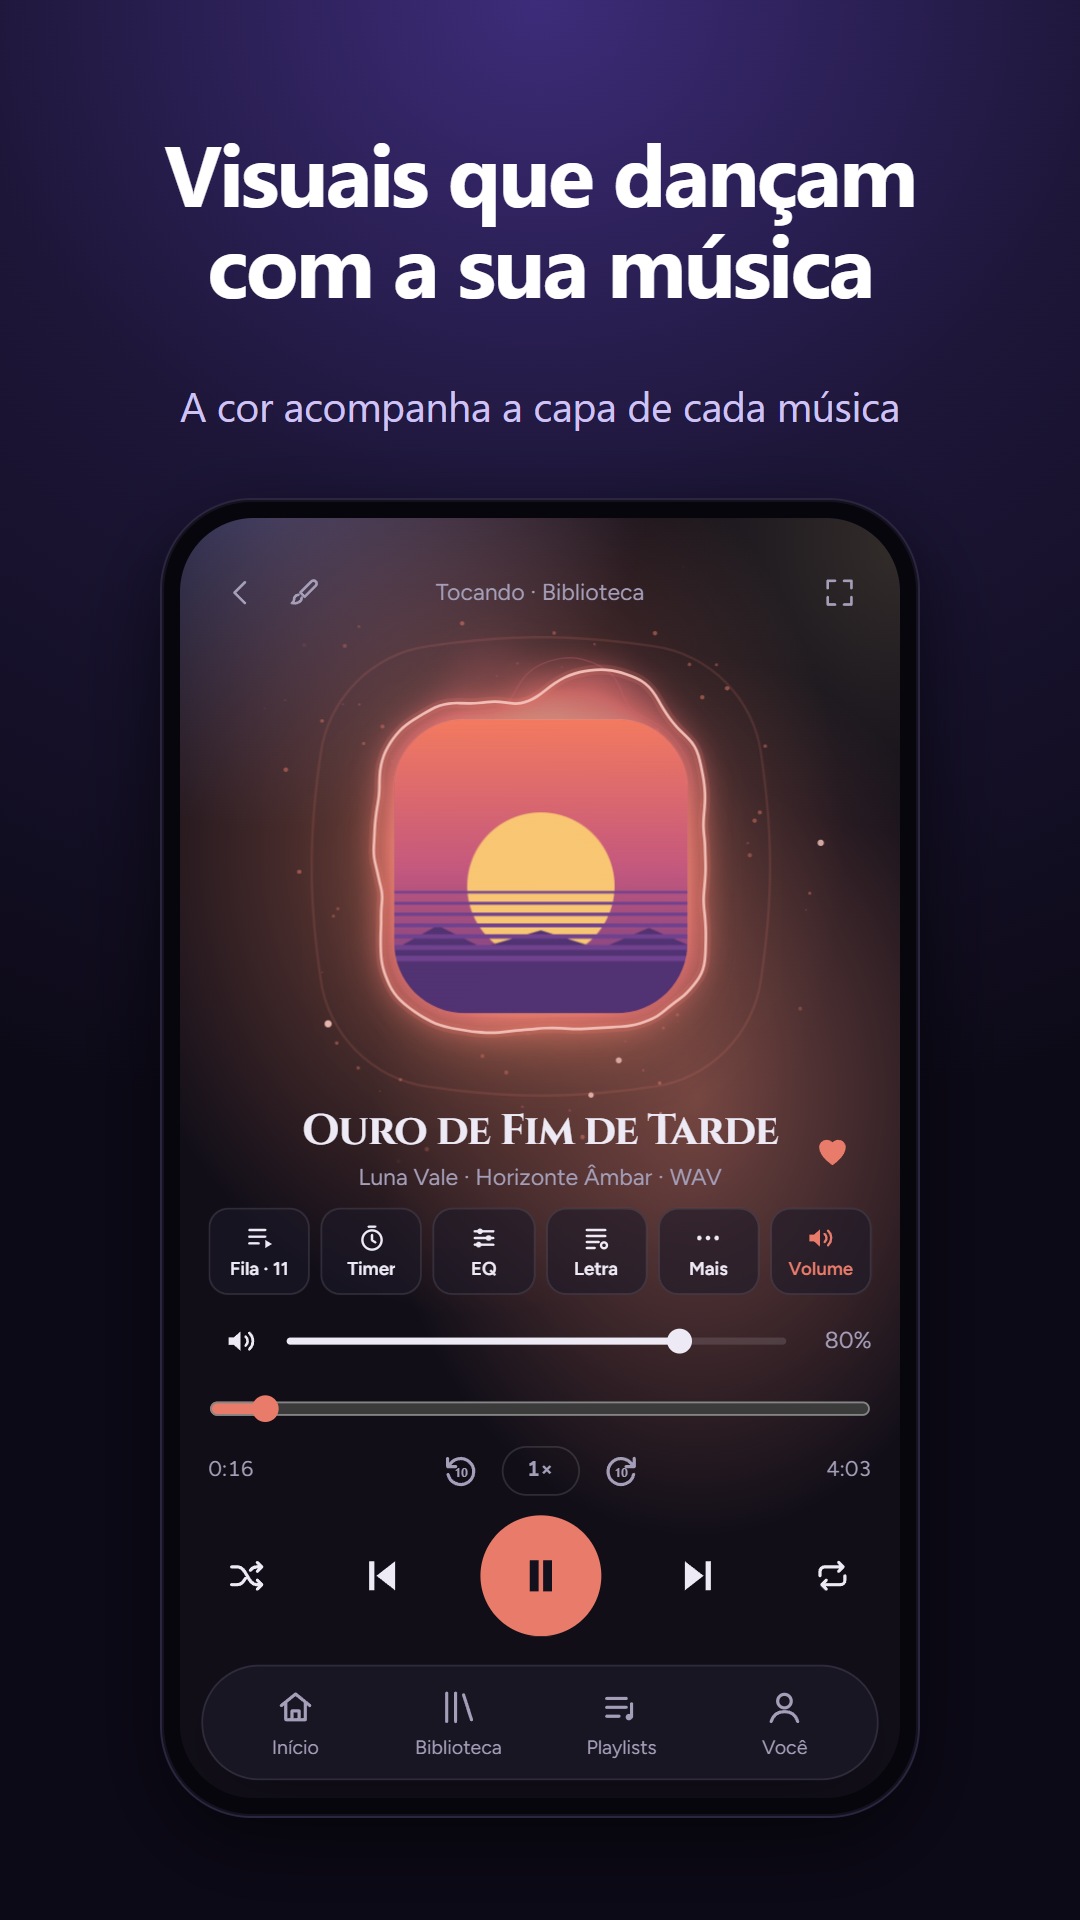 Visuais que dançam
com a sua música
A cor acompanha a capa de cada música
Tocando · Biblioteca
Ouro de Fim de Tarde
Luna Vale · Horizonte Âmbar · WAV
Fila · 11
Timer
EQ
Letra
Mais
Volume
80%
0:16
10
1×
10
4:03
Início
Biblioteca
Playlists
Você